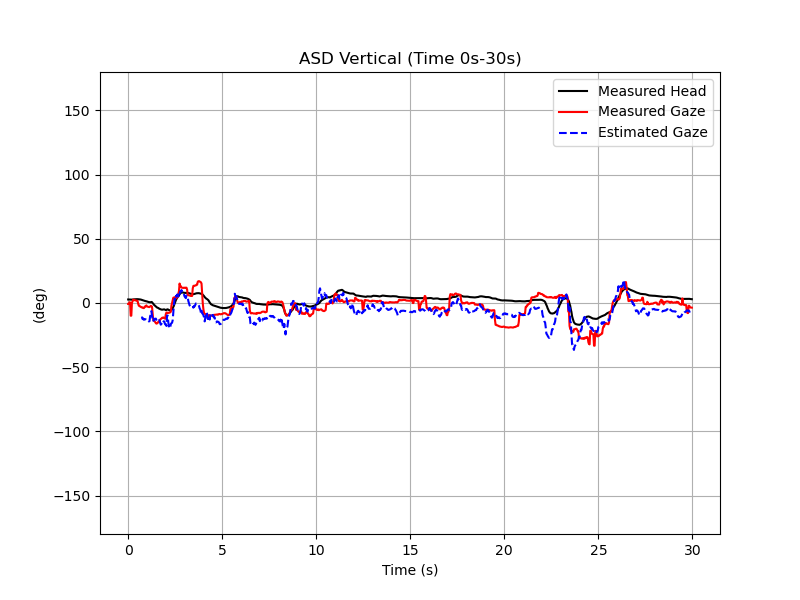 ASD Vertical (Time 0s-30s)
Measured Head
Measured Gaze
Estimated Gaze
150
100
50
0
−50
−100
−150
(deg)
0 5 10 15 20 25 30
Time (s)